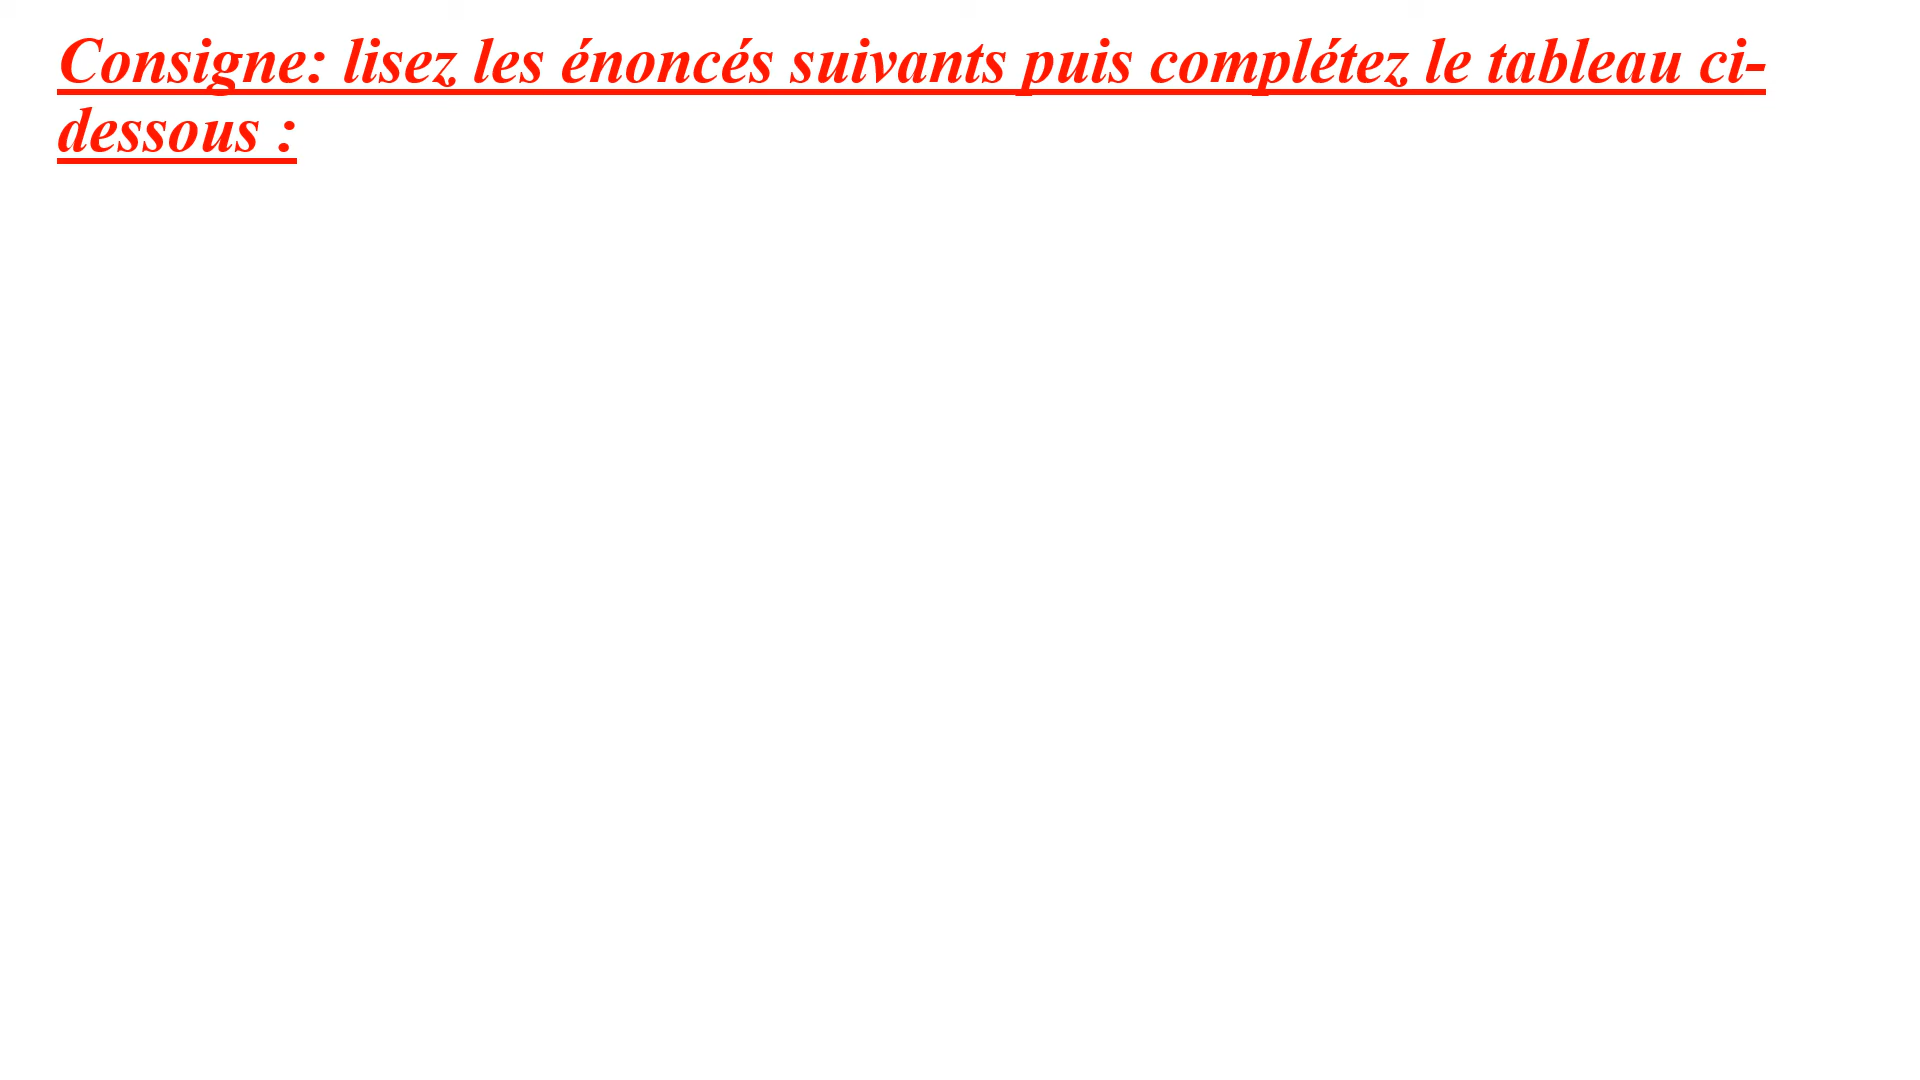 Consigne: lisez les énoncés suivants puis complétez le tableau ci-
dessous :